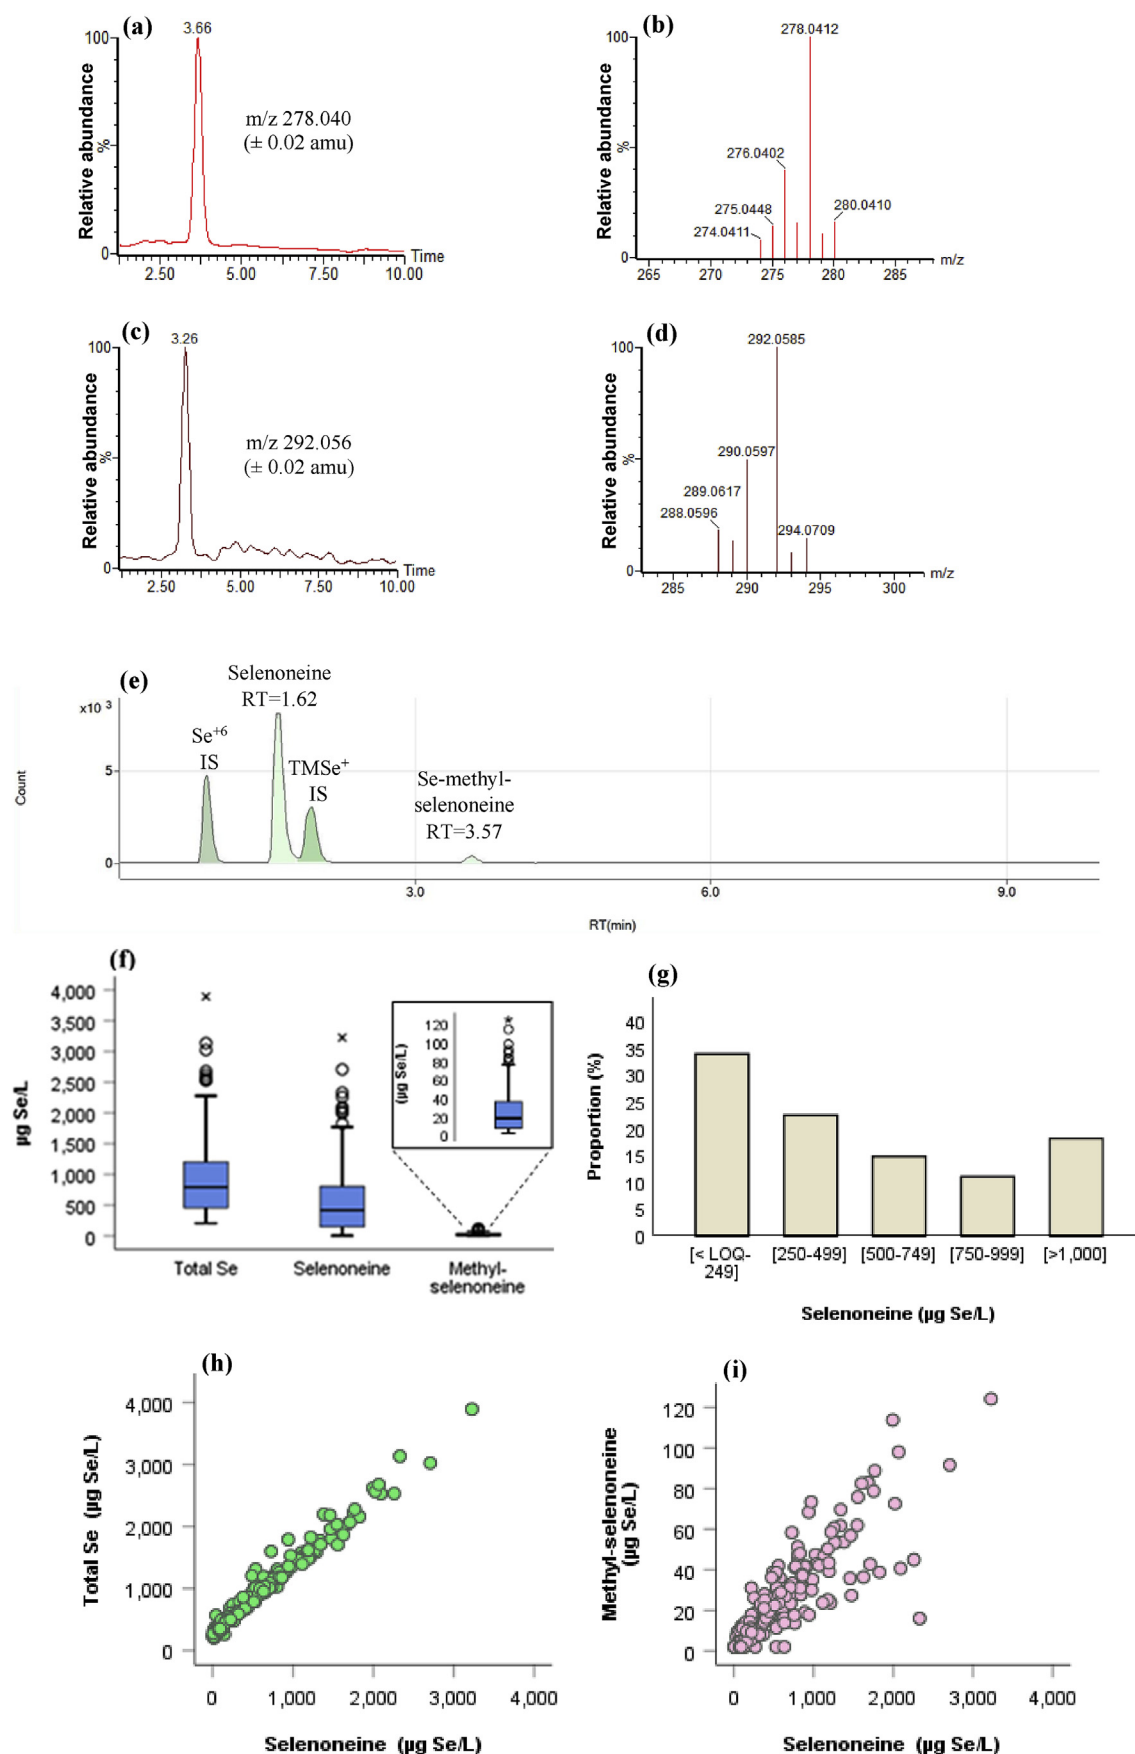 (a)
3.66
100
Relative abundance
%
m/z 278.040
(± 0.02 amu)
0
Time
2.50 5.00 7.50 10.00
(b)
278.0412
100
Relative abundance
%
276.0402
275.0448
274.0411
280.0410
0
m/z
265 270 275 280 285
(c)
3.26
100
Relative abundance
%
m/z 292.056
(± 0.02 amu)
0
Time
2.50 5.00 7.50 10.00
(d)
292.0585
100
Relative abundance
%
290.0597
289.0617
288.0596
294.0709
0
m/z
285 290 295 300
(e)
Selenoneine
RT=1.62
x10 3
Se+6
IS
TMSe+
IS
Se-methyl-
selenoneine
RT=3.57
Count
5
0
3.0 6.0 9.0
RT(min)
(f)
4,000
3,500
3,000
2,500
2,000
1,500
1,000
500
0
µg Se/L
(µg Se/L)
120
100
80
60
40
20
0
Total Se Selenoneine Methyl-
selenoneine
(g)
40
35
30
25
20
15
10
5
0
Proportion (%)
[< LOQ- [250-499] [500-749] [750-999] [>1,000]
249]
Selenoneine (µg Se/L)
(h)
4,000
3,000
2,000
1,000
0
Total Se (µg Se/L)
0 1,000 2,000 3,000 4,000
Selenoneine (µg Se/L)
(i)
120
100
80
60
40
20
0
Methyl-selenoneine
(µg Se/L)
0 1,000 2,000 3,000 4,000
Selenoneine (µg Se/L)